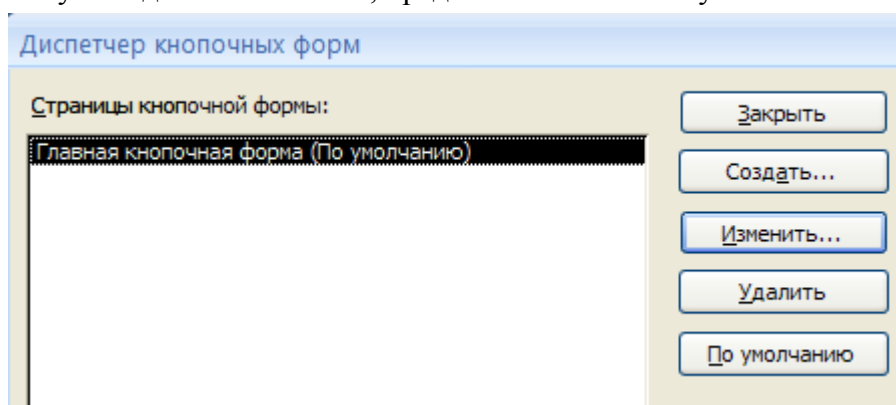 Диспетчер кнопочных форм
Страницы кнопочной формы:
Главная кнопочная форма (По умолчанию)
Закрыть
Создать...
Изменить...
Удалить
По умолчанию